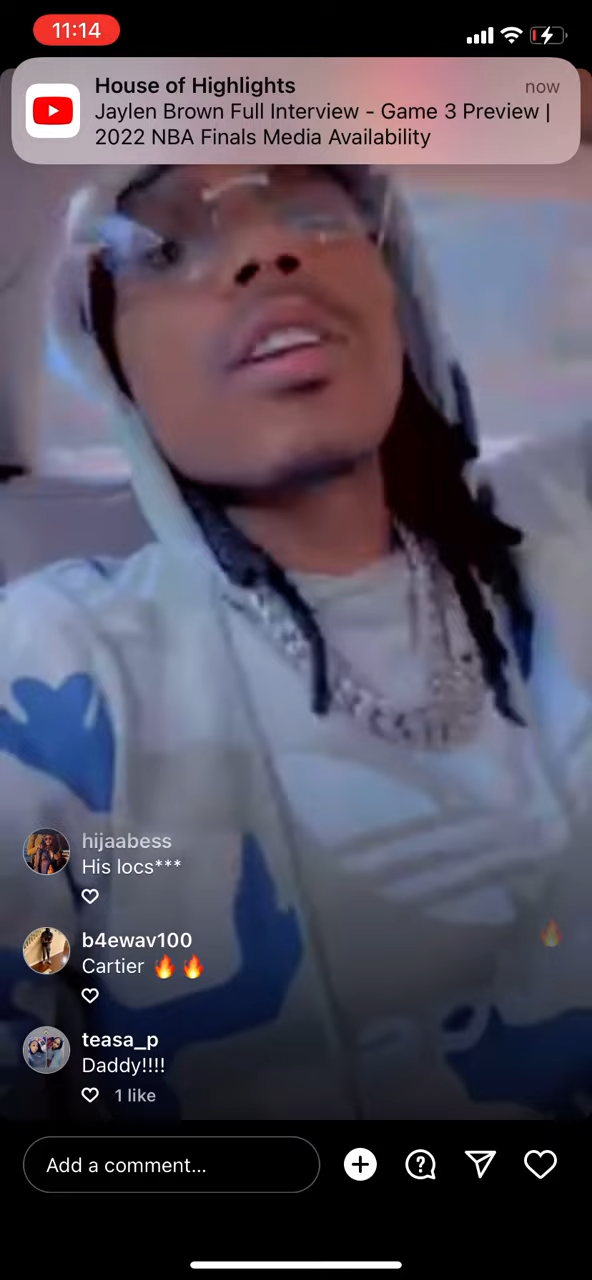 11:14
House of Highlights
now
Jaylen Brown Full Interview - Game 3 Preview |
2022 NBA Finals Media Availability
hijaabess
His locs***
b4ewav100
Cartier 🔥🔥
teasa_p
Daddy!!!!
1 like
Add a comment...